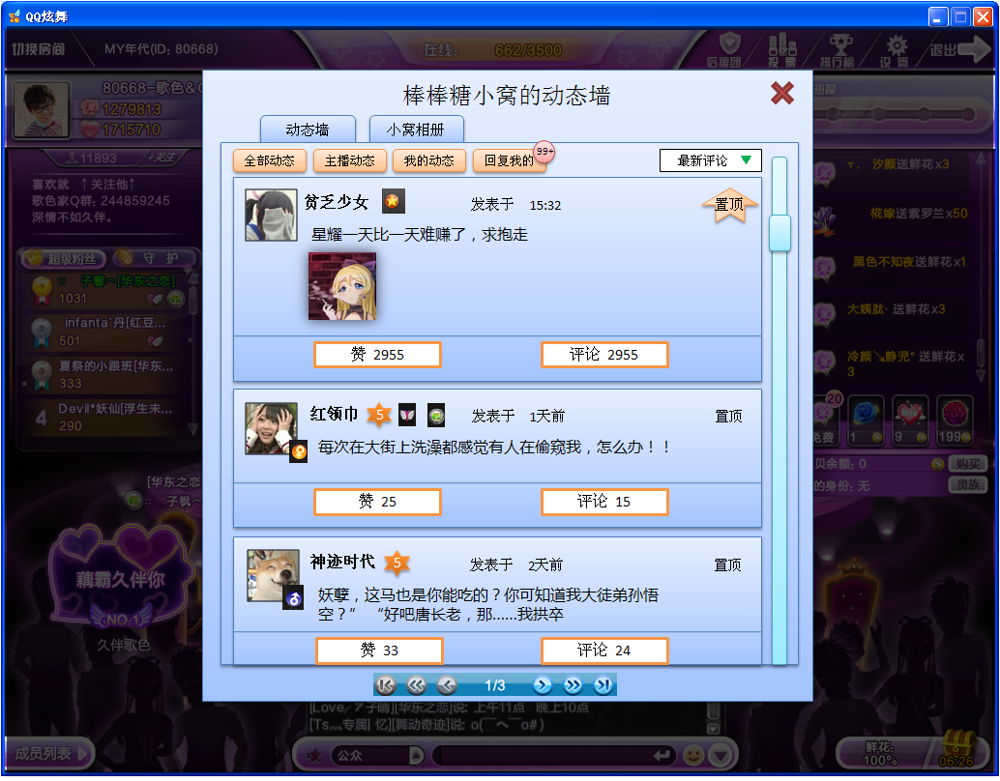 QQ炫舞
切换房间
MY年代(ID: 80668)
在线: 662/3500
后援团
投 票
排行榜
设 置
退出
80668-歌色&
1279813
1715710
11893
+关注
喜欢就 ↑关注他↑
歌色家Q群: 244859245
深情不如久伴。
超级粉丝
守 护
子馨~[华东之恋]
1031
infanta`丹[红豆...
501
夏祭的小跟班[华东...
333
4
Devil*妖仙[浮生未...
290
[华东之恋
子枫~
藕霸久伴你
NO.1
久伴歌色
棒棒糖小窝的动态墙
动态墙
小窝相册
全部动态
主播动态
我的动态
回复我的
99+
最新评论 ▼
贫乏少女
发表于 15:32
置顶
星耀一天比一天难赚了，求抱走
赞 2955
评论 2955
红领巾
5
发表于 1天前
置顶
每次在大街上洗澡都感觉有人在偷窥我，怎么办！！
赞 25
评论 15
神迹时代
5
发表于 2天前
置顶
妖孽，这马也是你能吃的？你可知道我大徒弟孙悟
空？” “好吧唐长老，那......我拱卒
赞 33
评论 24
1/3
热度
汐颜送鲜花x3
椛嫁送紫罗兰x50
黑色不知夜送鲜花x1
大姨肽· 送鲜花x3
冷颜↘静児° 送鲜花x
3
20
免费
1
9
199
贝余额: 0
购买
的身份: 无
贵族
[Love╭ァ子晴][华东之恋]说: 上午11点 晚上10点
[Ts灬专属| 忆][舞动奇迹]说: o(￣へ￣o#)
成员列表
公众
鲜花:
100%
06:26